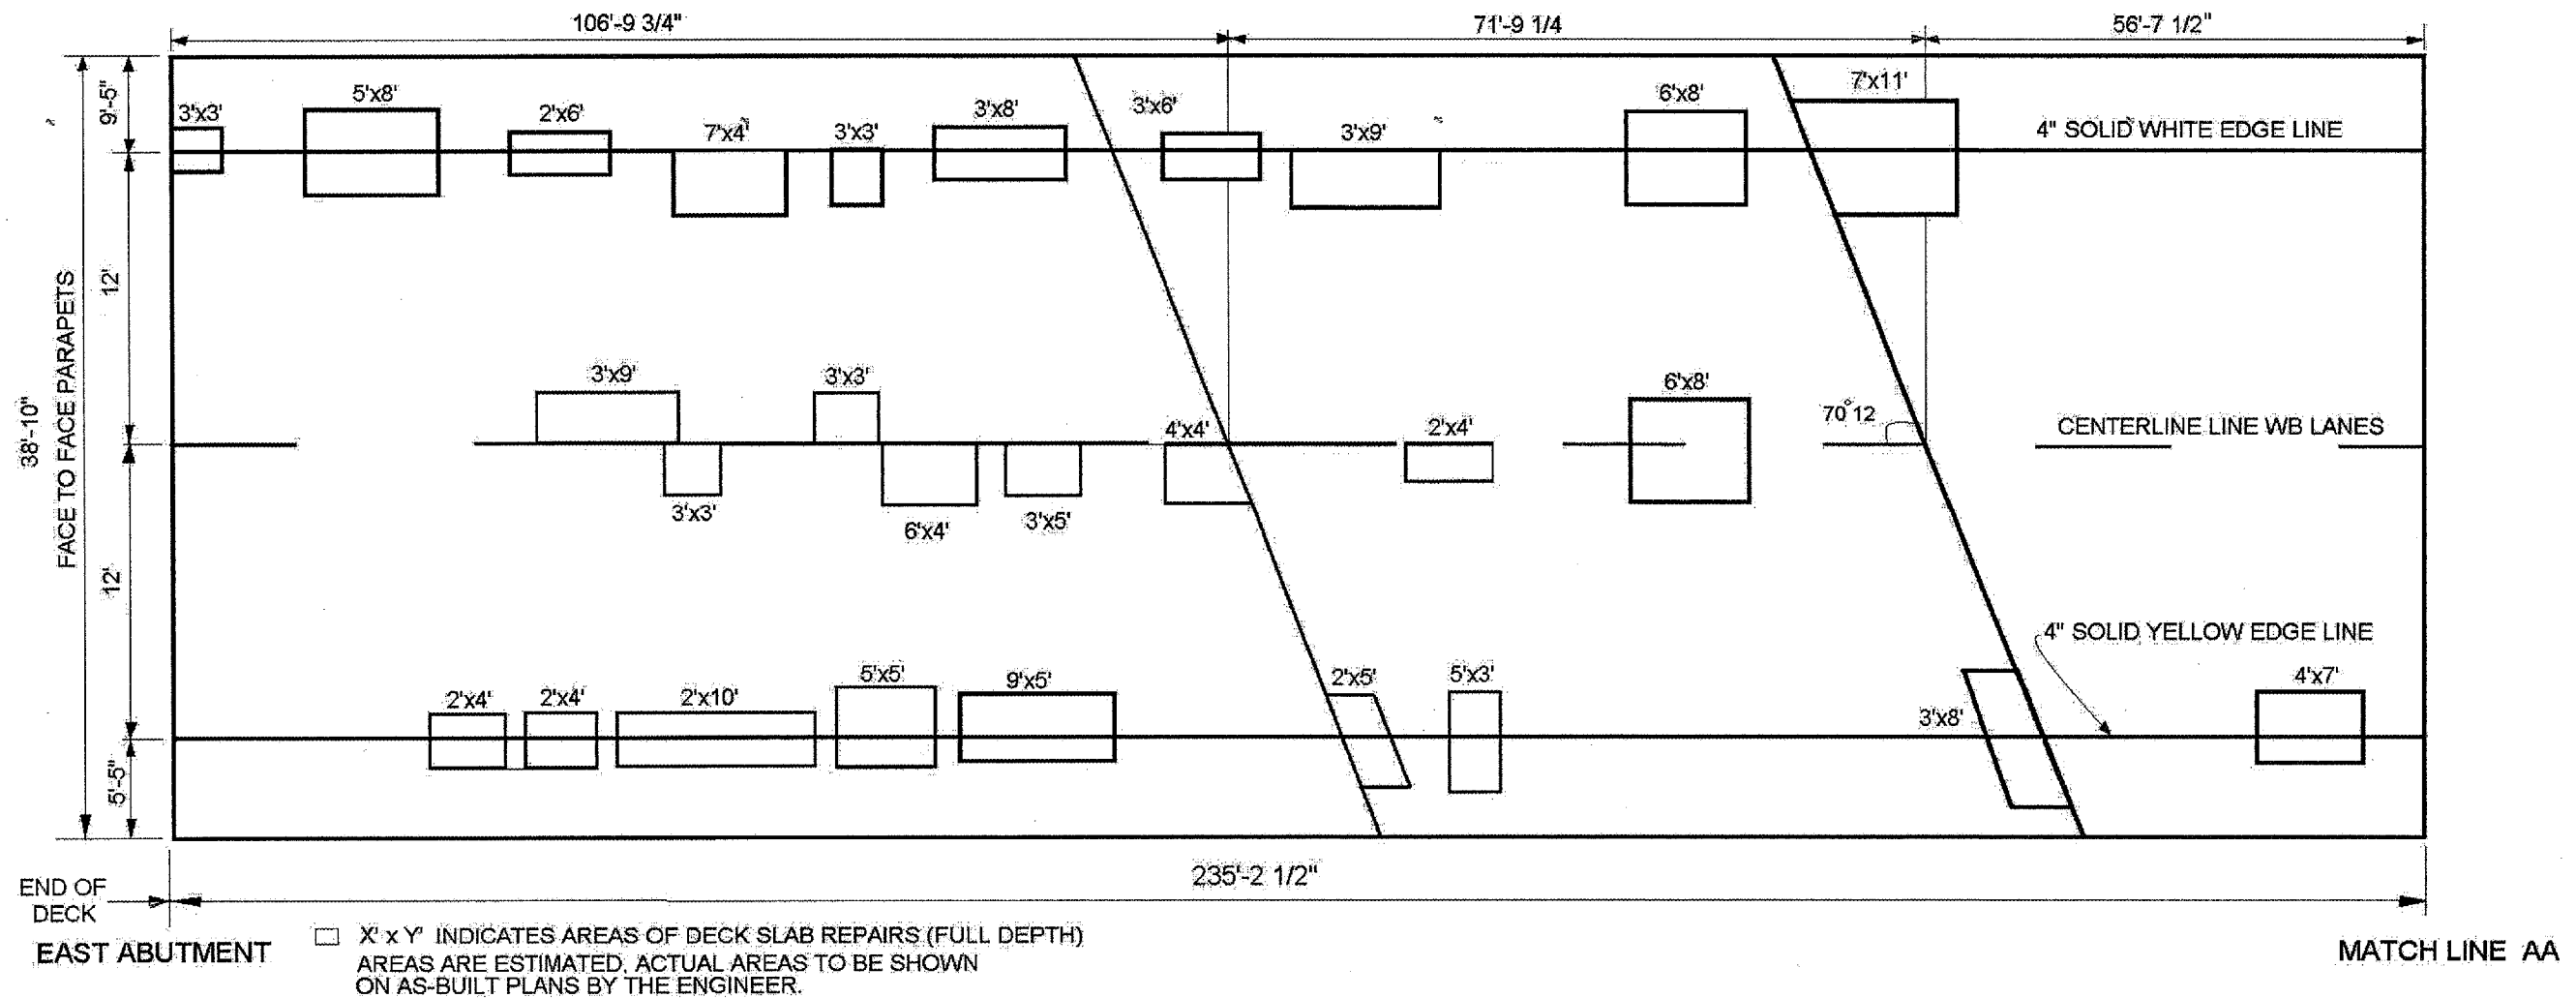 106'-9 3/4"
71'-9 1/4
56'-7 1/2"
9'-5"
3'x3'
5'x8'
2'x6'
7'x4'
3'x3'
3'x8'
3'x6'
3'x9'
6'x8'
7'x11'
4" SOLID WHITE EDGE LINE
38'-10"
FACE TO FACE PARAPETS
12'
3'x9'
3'x3'
4'x4'
2'x4'
6'x8'
70°12
CENTERLINE LINE WB LANES
3'x3'
6'x4'
3'x5'
12'
4" SOLID YELLOW EDGE LINE
2'x4'
2'x4'
2'x10'
5'x5'
9'x5'
2'x5'
5'x3'
3'x8'
4'x7'
5'-5"
235'-2 1/2"
END OF
DECK
EAST ABUTMENT
X' x Y' INDICATES AREAS OF DECK SLAB REPAIRS (FULL DEPTH)
AREAS ARE ESTIMATED. ACTUAL AREAS TO BE SHOWN
ON AS-BUILT PLANS BY THE ENGINEER.
MATCH LINE AA